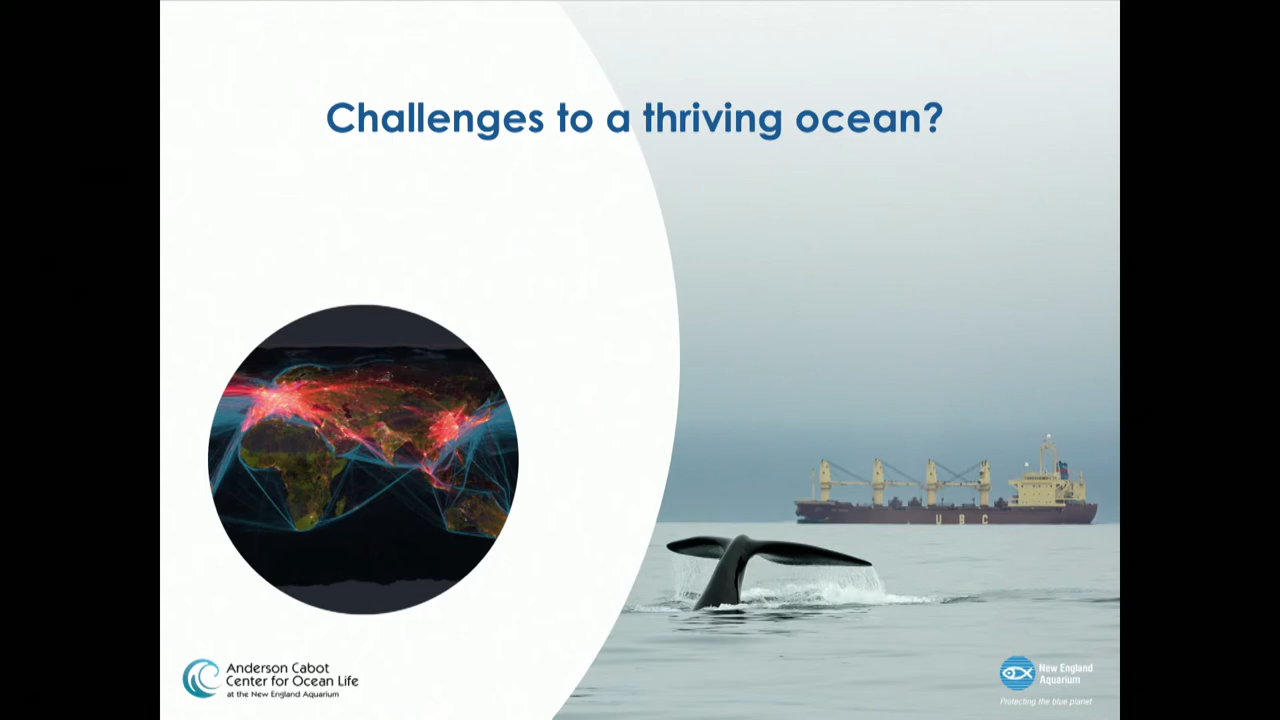 Challenges to a thriving ocean?
U B C
Anderson Cabot
Center for Ocean Life
at the New England Aquarium
New England
Aquarium
Protecting the blue planet